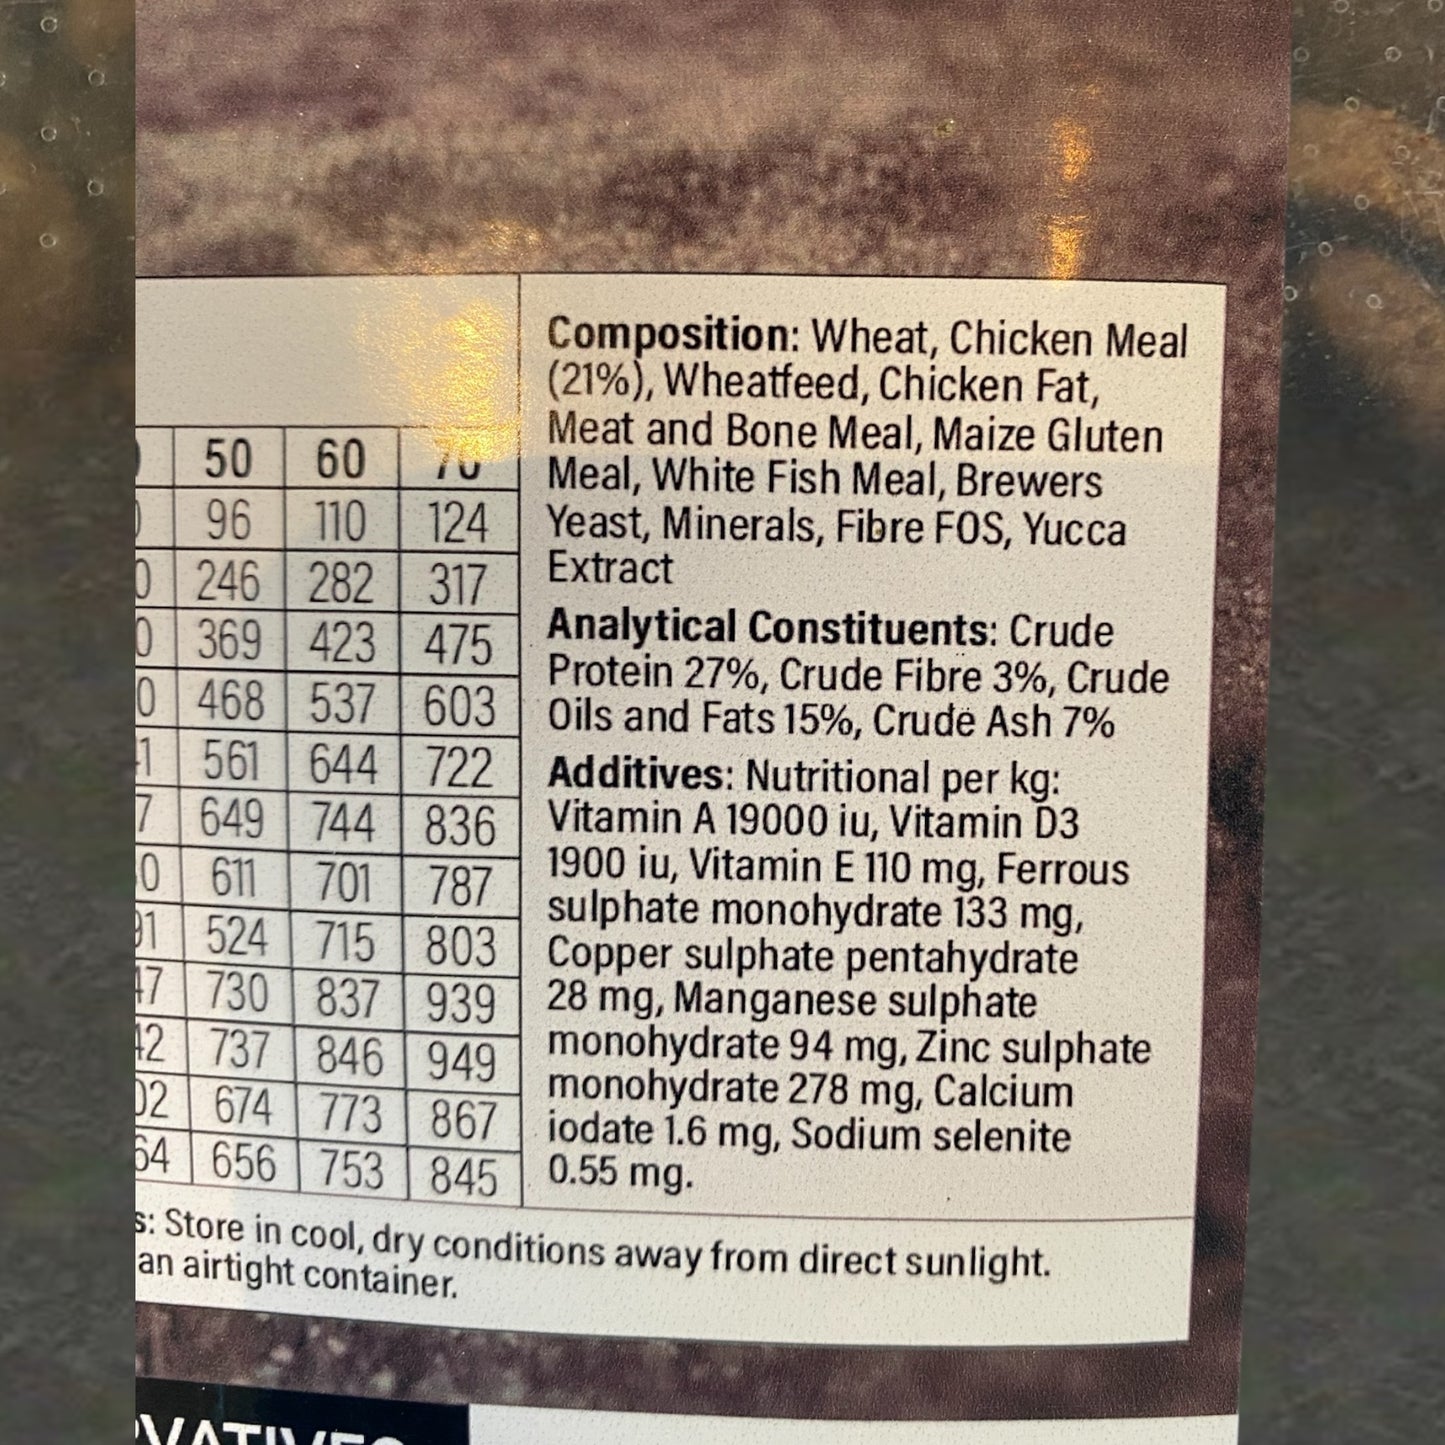 50 60 70
96 110 124
246 282 317
369 423 475
468 537 603
561 644 722
649 744 836
611 701 787
524 715 803
730 837 939
737 846 949
674 773 867
656 753 845
Composition: Wheat, Chicken Meal
(21%), Wheatfeed, Chicken Fat,
Meat and Bone Meal, Maize Gluten
Meal, White Fish Meal, Brewers
Yeast, Minerals, Fibre FOS, Yucca
Extract
Analytical Constituents: Crude
Protein 27%, Crude Fibre 3%, Crude
Oils and Fats 15%, Crude Ash 7%
Additives: Nutritional per kg:
Vitamin A 19000 iu, Vitamin D3
1900 iu, Vitamin E 110 mg, Ferrous
sulphate monohydrate 133 mg,
Copper sulphate pentahydrate
28 mg, Manganese sulphate
monohydrate 94 mg, Zinc sulphate
monohydrate 278 mg, Calcium
iodate 1.6 mg, Sodium selenite
0.55 mg.
Store in cool, dry conditions away from direct sunlight.
an airtight container.